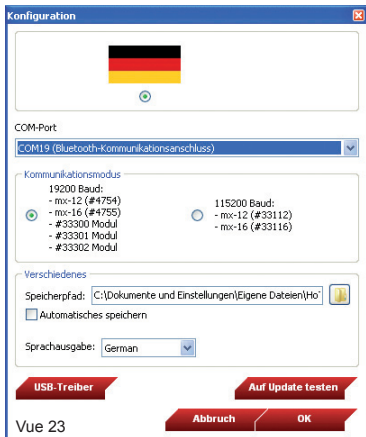 Konfiguration
COM-Port
COM19 (Bluetooth-Kommunikationsanschluss)
Kommunikationsmodus
19200 Baud:
- mx-12 (#4754)
- mx-16 (#4755)
- #33300 Modul
- #33301 Modul
- #33302 Modul
115200 Baud:
- mx-12 (#33112)
- mx-16 (#33116)
Verschiedenes
Speicherpfad: C:\Dokumente und Einstellungen\Eigene Dateien\Ho
Automatisches speichern
Sprachausgabe: German
USB-Treiber
Auf Update testen
Abbruch
OK
Vue 23